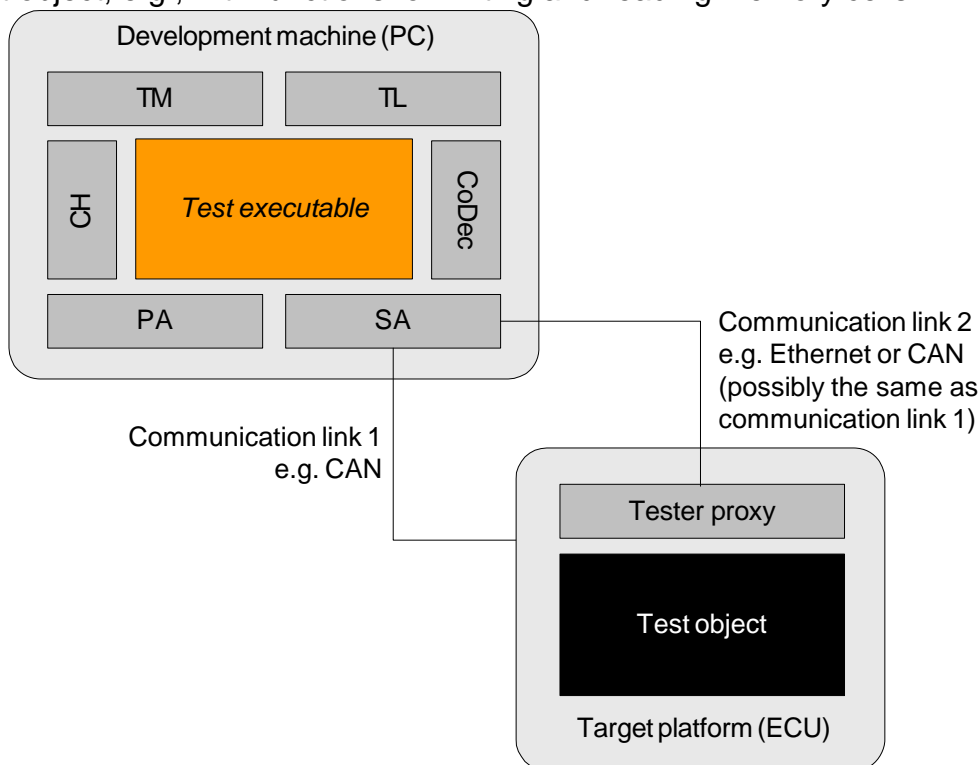 Development machine (PC)
TM
TL
CH
Test executable
CoDec
PA
SA
Communication link 2
e.g. Ethernet or CAN
(possibly the same as
communication link 1)
Communication link 1
e.g. CAN
Tester proxy
Test object
Target platform (ECU)